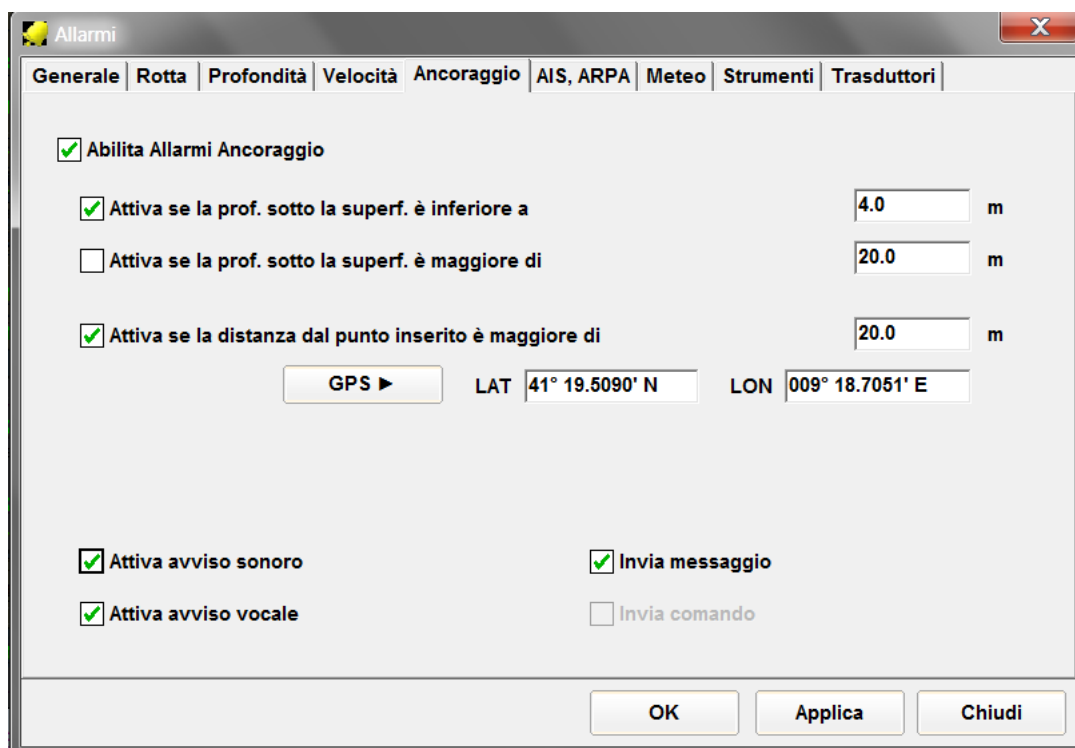 Allarmi
X
Generale Rotta Profondità Velocità Ancoraggio AIS, ARPA Meteo Strumenti Trasduttori
Abilita Allarmi Ancoraggio
Attiva se la prof. sotto la superf. è inferiore a 4.0 m
Attiva se la prof. sotto la superf. è maggiore di 20.0 m
Attiva se la distanza dal punto inserito è maggiore di 20.0 m
GPS ► LAT 41° 19.5090' N LON 009° 18.7051' E
Attiva avviso sonoro Invia messaggio
Attiva avviso vocale Invia comando
OK Applica Chiudi